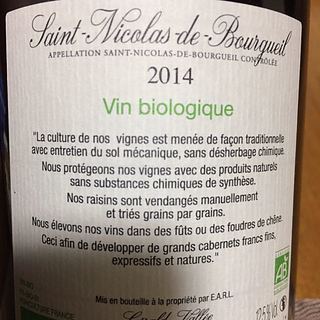 Saint-Nicolas-de-Bourgueil
APPELLATION SAINT-NICOLAS-DE-BOURGUEIL CONTRÔLÉE
2014
Vin biologique
"La culture de nos vignes est menée de façon traditionnelle
avec entretien du sol mécanique, sans désherbage chimique.
Nous protégeons nos vignes avec des produits naturels
sans substances chimiques de synthèse.
Nos raisins sont vendangés manuellement
et triés grains par grains.
Nous élevons nos vins dans des fûts ou des foudres de chêne.
Ceci afin de développer de grands cabernets francs fins,
expressifs et natures."
AB
Mis en bouteille à la propriété par E.A.R.L.
FRANCE
12,5%